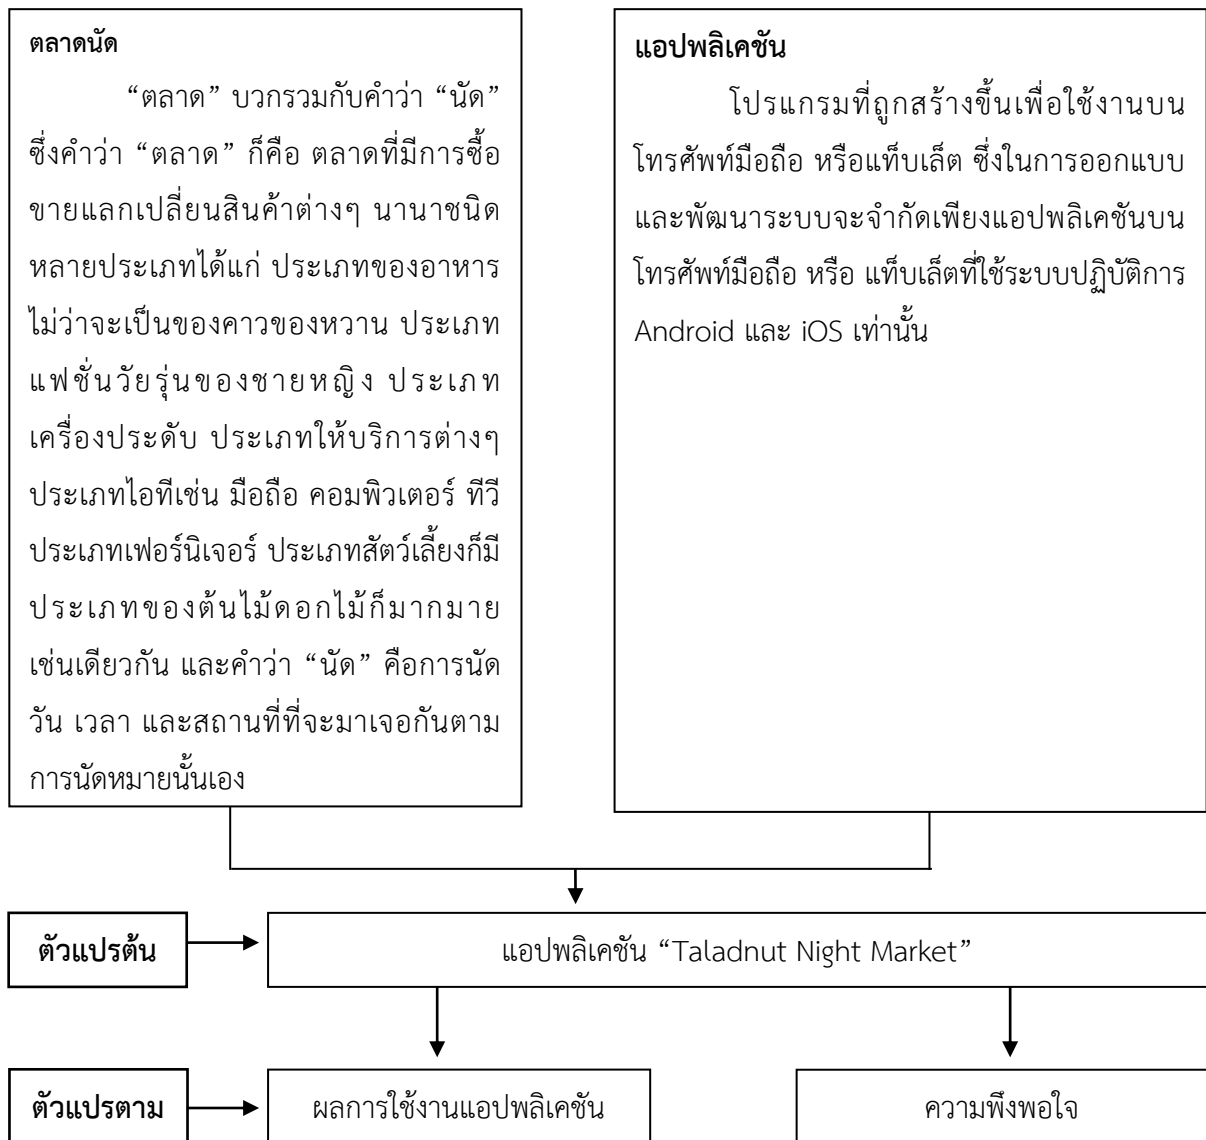 ตลาดนัด
“ตลาด” บวกรวมกับคำว่า “นัด”
ซึ่งคำว่า “ตลาด” ก็คือ ตลาดที่มีการซื้อ
ขายแลกเปลี่ยนสินค้าต่างๆ นานาชนิด
หลายประเภทได้แก่ ประเภทของอาหาร
ไม่ว่าจะเป็นของคาวของหวาน ประเภท
แฟชั่นวัยรุ่นของชายหญิง ประเภท
เครื่องประดับ ประเภทให้บริการต่างๆ
ประเภทไอทีเช่น มือถือ คอมพิวเตอร์ ทีวี
ประเภทเฟอร์นิเจอร์ ประเภทสัตว์เลี้ยงก็มี
ประเภทของต้นไม้ดอกไม้ก็มากมาย
เช่นเดียวกัน และคำว่า “นัด” คือการนัด
วัน เวลา และสถานที่ที่จะมาเจอกันตาม
การนัดหมายนั้นเอง
แอปพลิเคชัน
โปรแกรมที่ถูกสร้างขึ้นเพื่อใช้งานบน
โทรศัพท์มือถือ หรือแท็บเล็ต ซึ่งในการออกแบบ
และพัฒนาระบบจะจำกัดเพียงแอปพลิเคชันบน
โทรศัพท์มือถือ หรือ แท็บเล็ตที่ใช้ระบบปฏิบัติการ
Android และ iOS เท่านั้น
ตัวแปรต้น
แอปพลิเคชัน “Taladnut Night Market”
ตัวแปรตาม
ผลการใช้งานแอปพลิเคชัน
ความพึงพอใจ